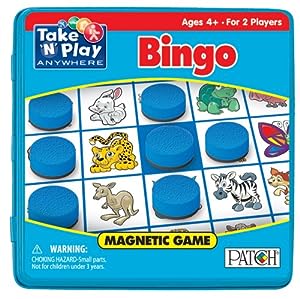 Ages 4+ • For 2 Players
Take
'N' Play
ANYWHERE
Bingo
WARNING:
CHOKING HAZARD-Small parts.
Not for children under 3 years.
MAGNETIC GAME
PATCH